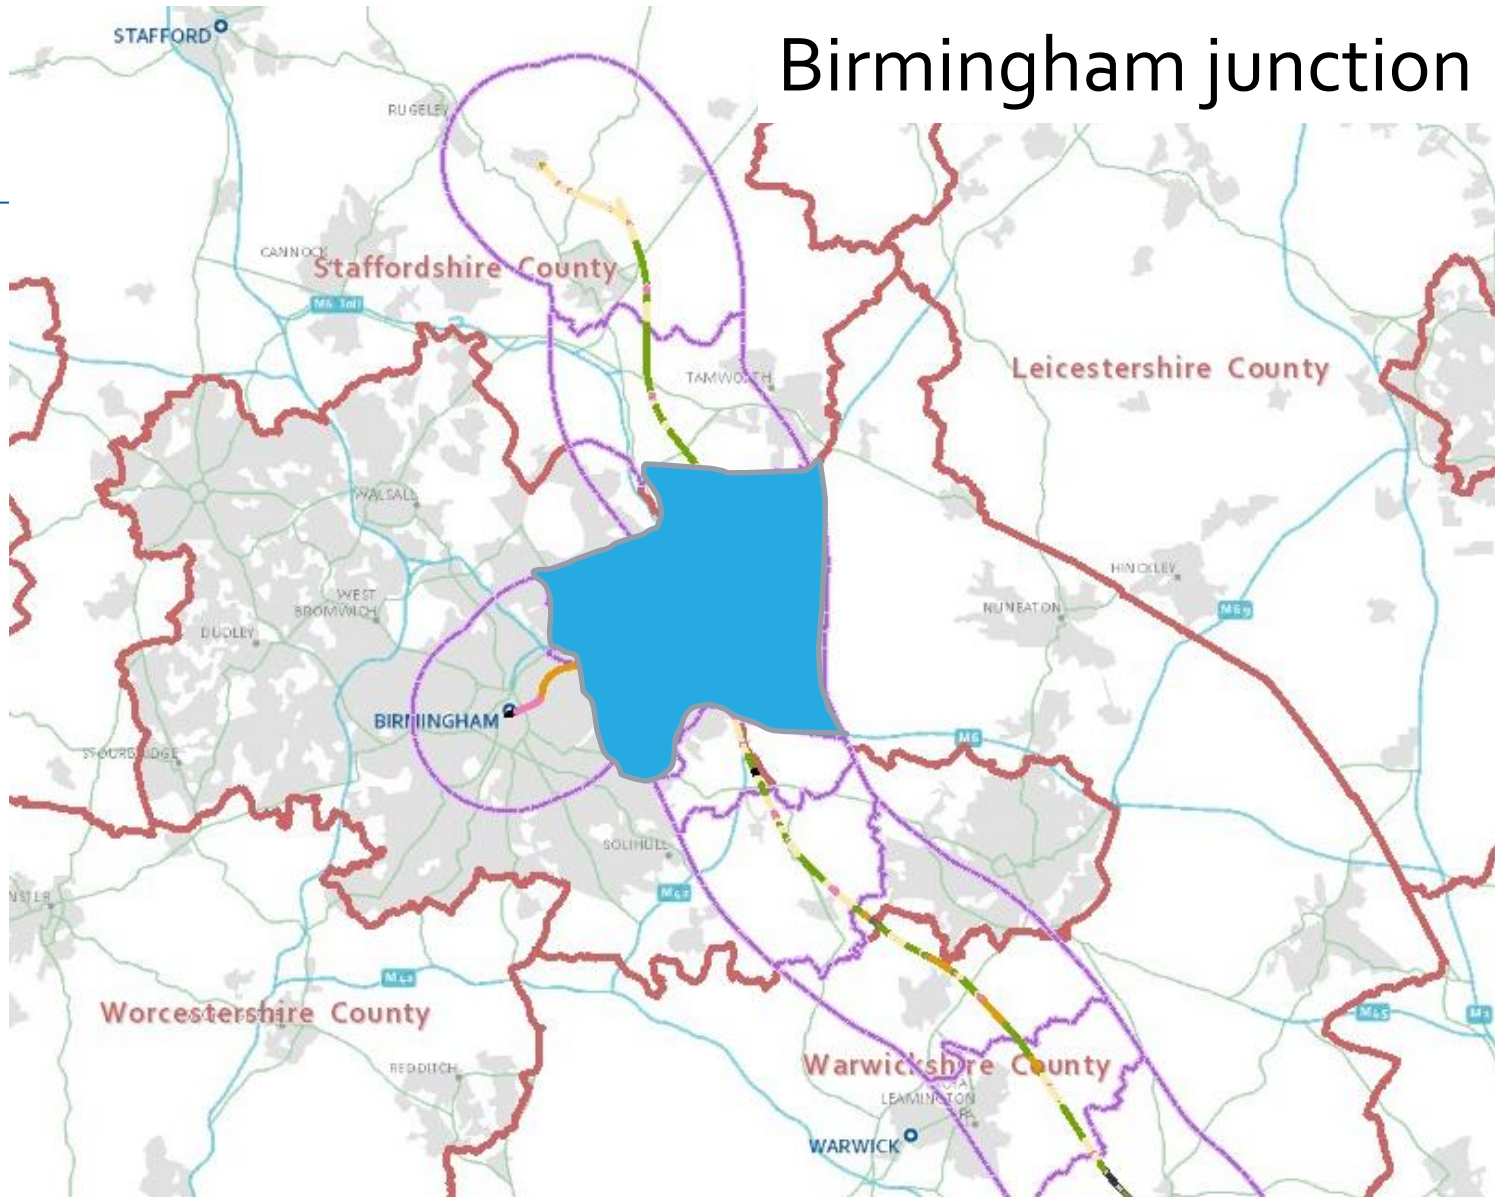 Birmingham junction
STAFFORD
RUGELEY
CANNOCK
Staffordshire County
M6 Toll
Leicestershire County
TAMWORTH
WALSALL
HINCKLEY
WEST
BROMWICH
NUNEATON
M69
DUDLEY
BIRMINGHAM
STOURBRIDGE
M6
SOLIHULL
M42
M42
Worcestershire County
M45
M1
REDDITCH
Warwickshire County
LEAMINGTON
SPA
WARWICK